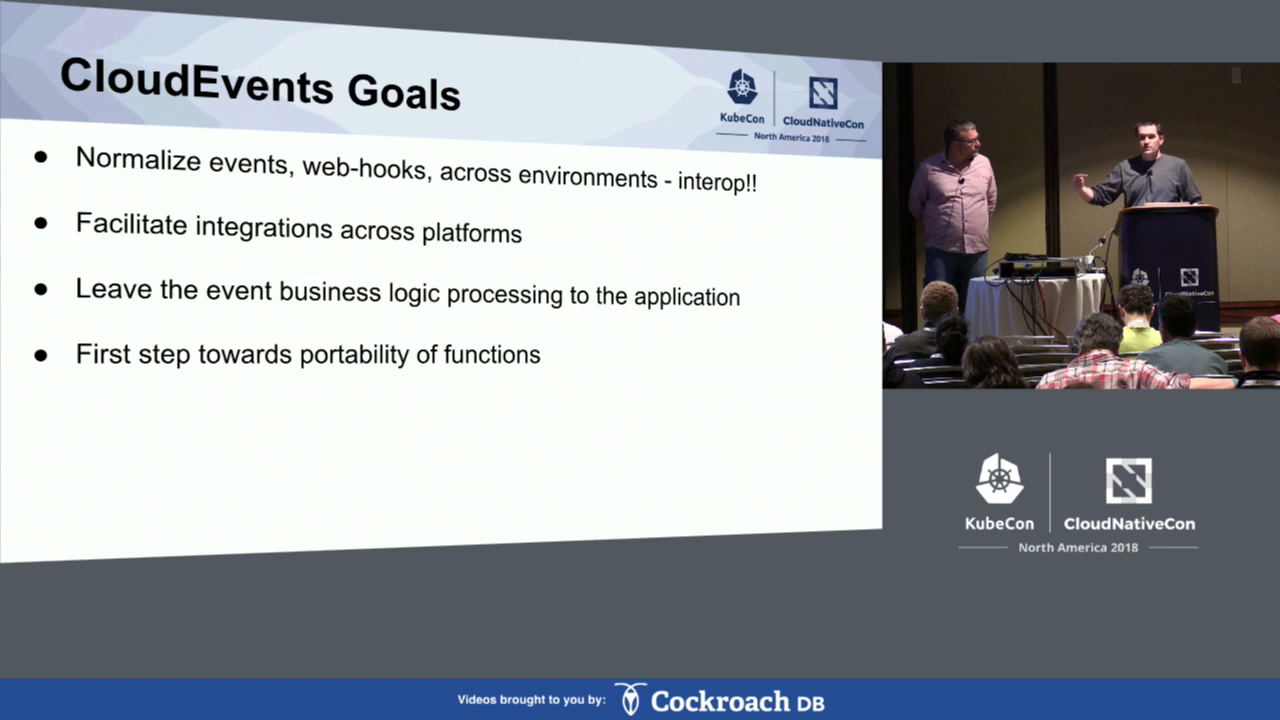 CloudEvents Goals
KubeCon
CloudNativeCon
North America 2018
● Normalize events, web-hooks, across environments - interop!!
● Facilitate integrations across platforms
● Leave the event business logic processing to the application
● First step towards portability of functions
CloudNativeCon
KubeCon
CloudNativeCon
North America 2018
Videos brought to you by:
Cockroach DB